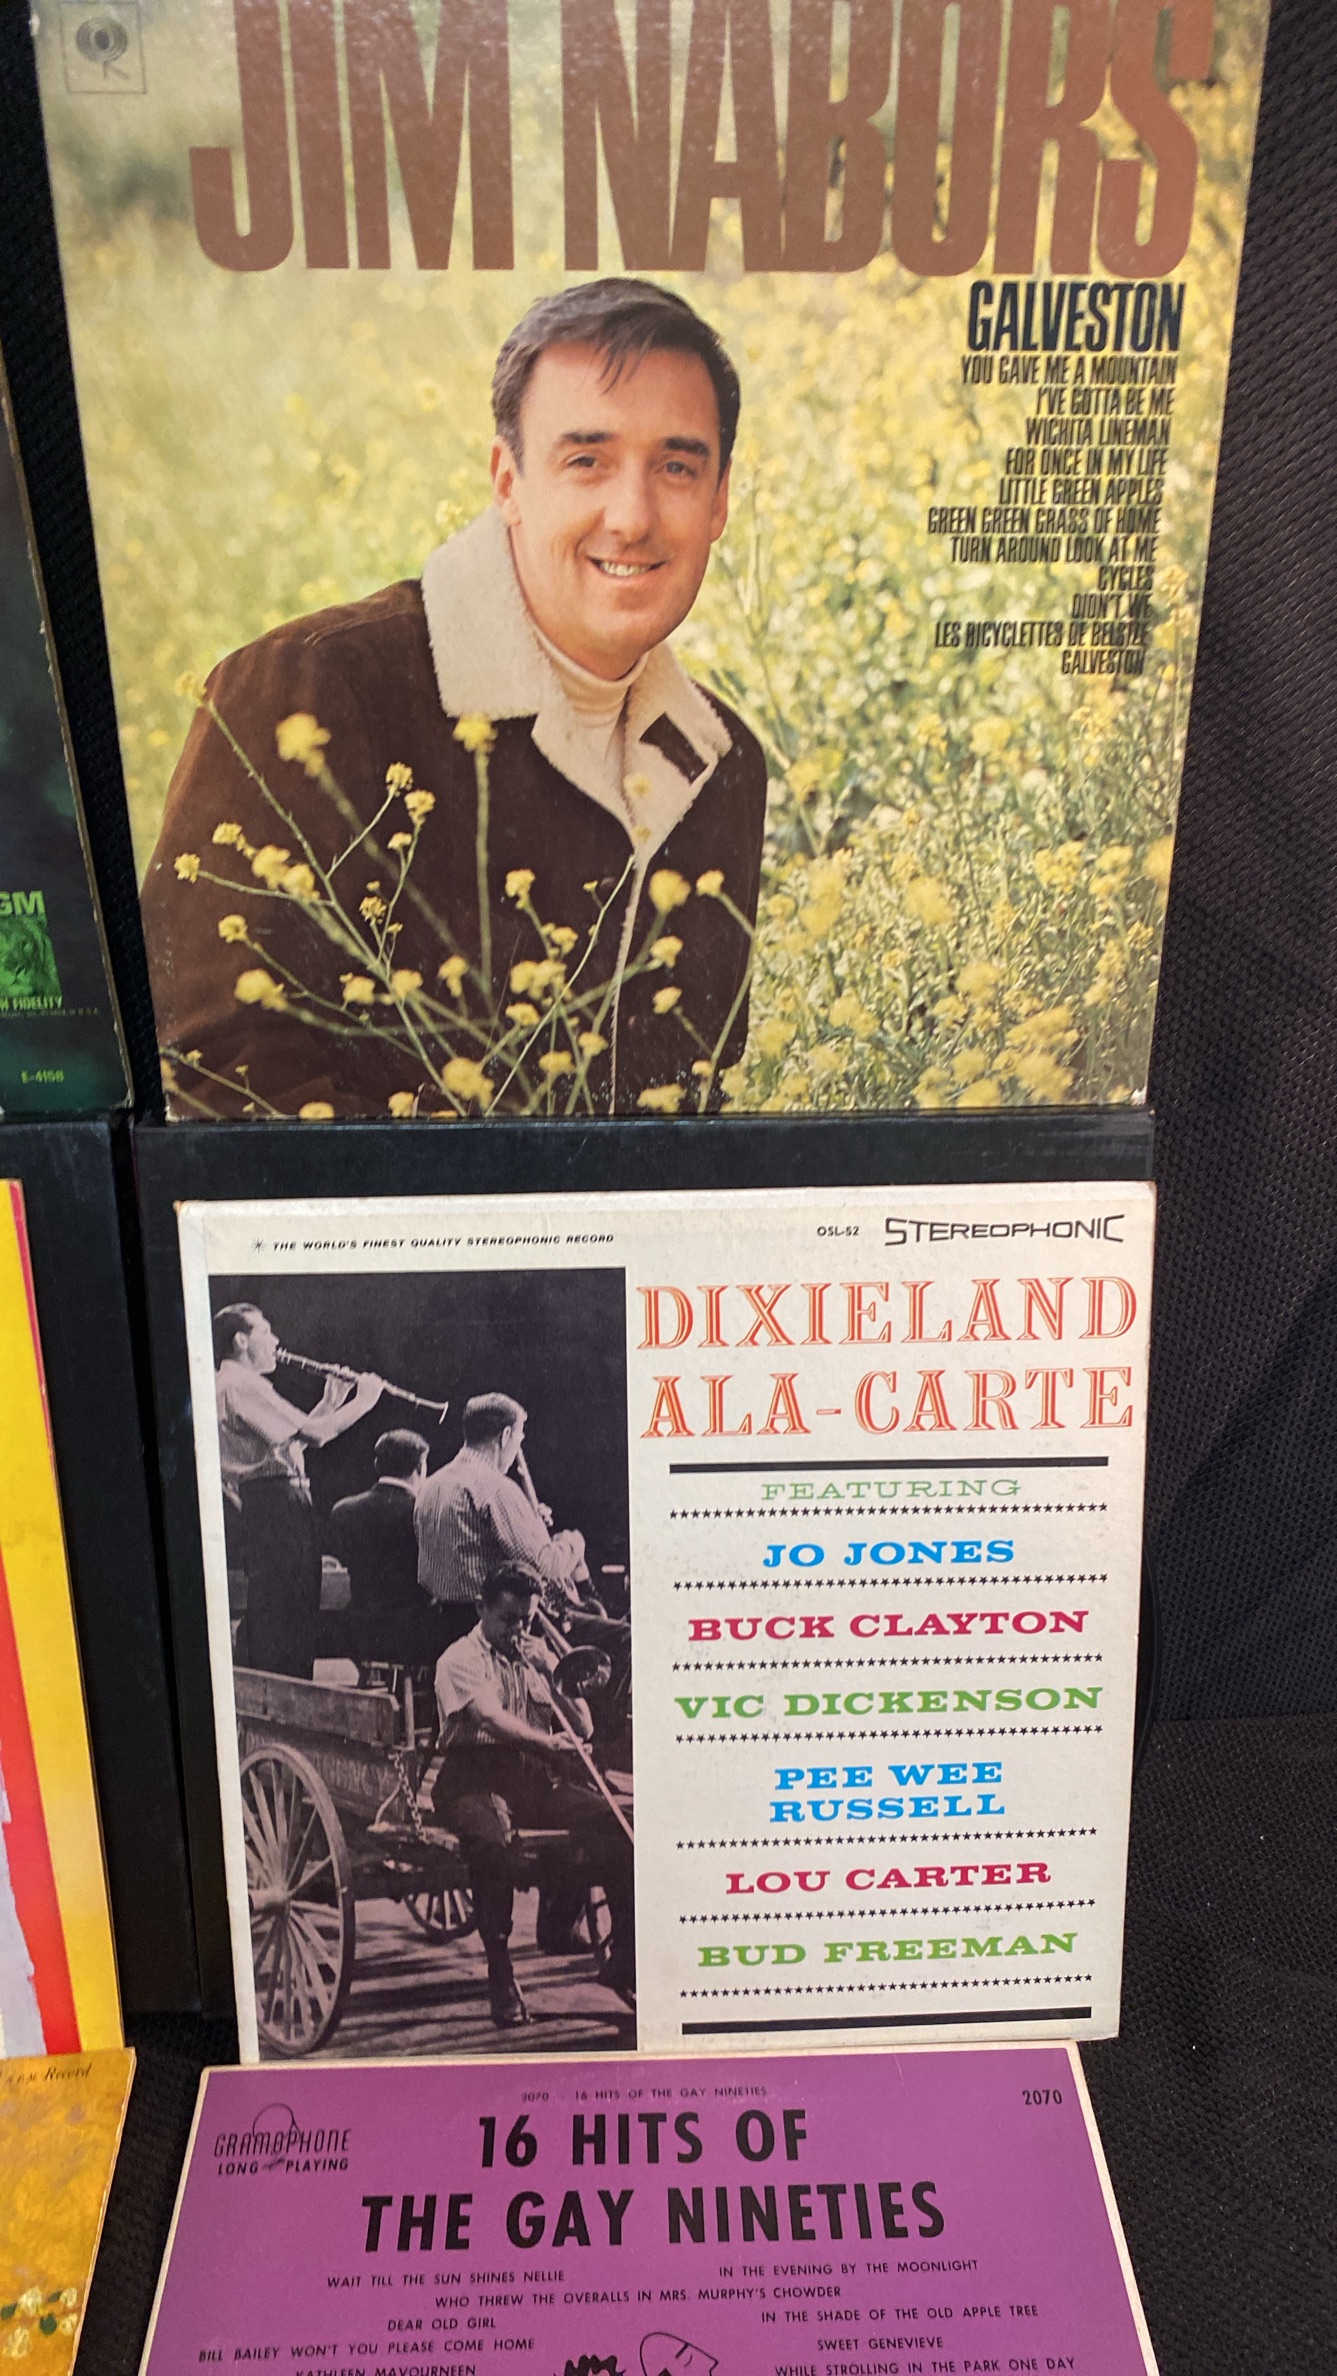 JIM NABORS
GALVESTON
YOU GAVE ME A MOUNTAIN
I'VE GOTTA BE ME
WICHITA LINEMAN
FOR ONCE IN MY LIFE
LITTLE GREEN APPLES
GREEN GREEN GRASS OF HOME
TURN AROUND LOOK AT ME
CYCLES
DIDN'T WE
LES BICYCLETTES DE BELSIZE
GALVESTON
GM
FIDELITY
E-4156
THE WORLD'S FINEST QUALITY STEREOPHONIC RECORD
OSL-52 STEREOPHONIC
DIXIELAND
ALA-CARTE
FEATURING
JO JONES
BUCK CLAYTON
VIC DICKENSON
PEE WEE
RUSSELL
LOU CARTER
BUD FREEMAN
Record
2070 16 HITS OF THE GAY NINETIES
2070
GRAMOPHONE
LONG PLAYING
16 HITS OF
THE GAY NINETIES
WAIT TILL THE SUN SHINES NELLIE
IN THE EVENING BY THE MOONLIGHT
WHO THREW THE OVERALLS IN MRS. MURPHY'S CHOWDER
DEAR OLD GIRL
IN THE SHADE OF THE OLD APPLE TREE
BILL BAILEY WON'T YOU PLEASE COME HOME
SWEET GENEVIEVE
KATHLEEN MAVOURNEEN
WHILE STROLLING IN THE PARK ONE DAY